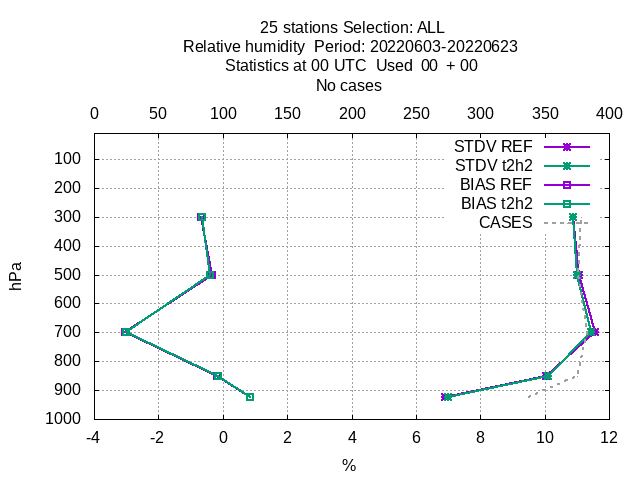 25 stations Selection: ALL
Relative humidity  Period: 20220603-20220623
Statistics at 00 UTC  Used  00  + 00
No cases
0 50 100 150 200 250 300 350 400
STDV REF
STDV t2h2
BIAS REF
BIAS t2h2
CASES
100
200
300
400
500
600
700
800
900
1000
hPa
-4 -2 0 2 4 6 8 10 12
%